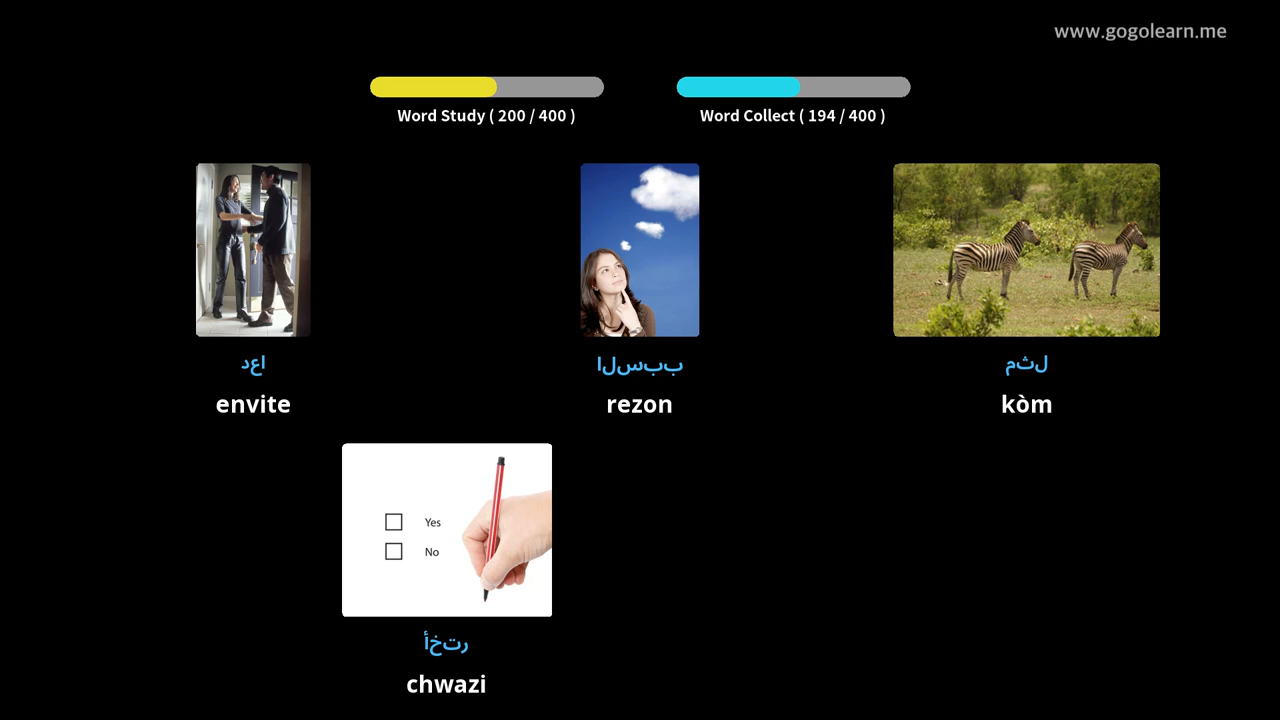 www.gogolearn.me
Word Study ( 200 / 400 )
Word Collect ( 194 / 400 )
دعا
envite
السبب
rezon
مثل
kòm
Yes
No
أختر
chwazi